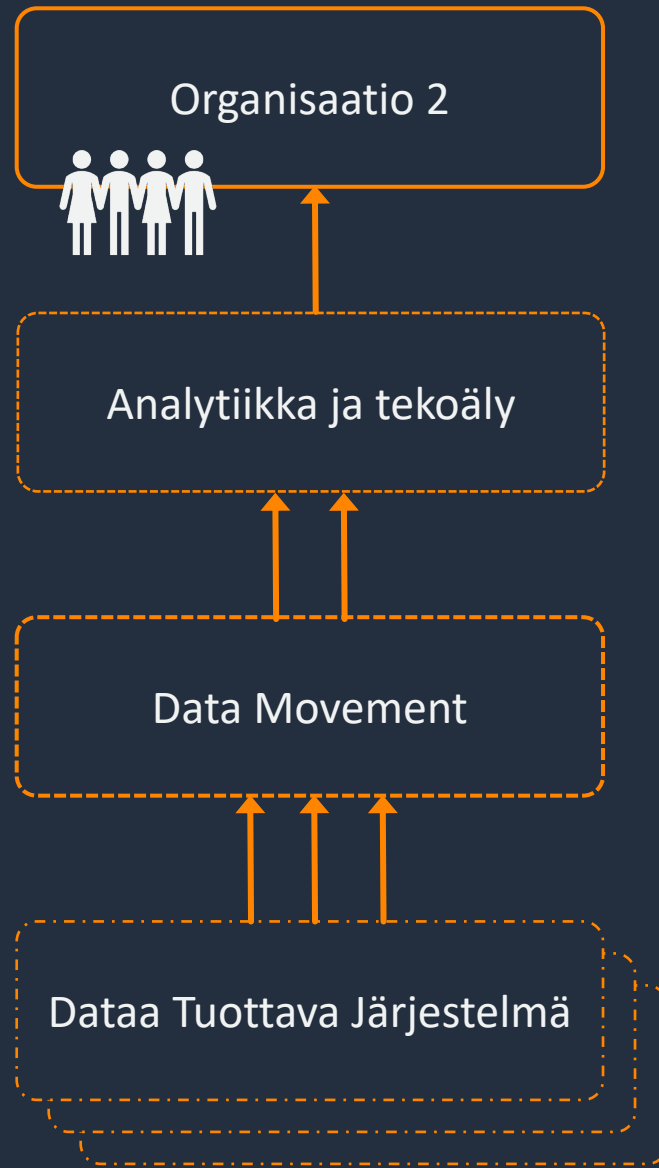 Organisaatio 2
Analytiikka ja tekoäly
Data Movement
Dataa Tuottava Järjestelmä